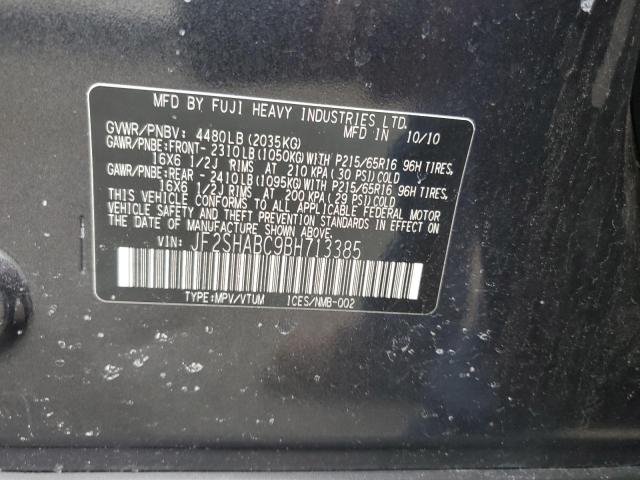 MFD BY FUJI HEAVY INDUSTRIES LTD.
MFD IN 10/10
GVWR/PNBV: 4480LB (2035KG)
GAWR/PNBE:FRONT- 2310LB (1050KG) WITH P215/65R16 96H TIRES,
16X6 1/2J RIMS AT 210 KPA (30 PSI) COLD
GAWR/PNBE:REAR - 2410LB (1095KG) WITH P215/65R16 96H TIRES,
16X6 1/2J RIMS AT 200 KPA (29 PSI) COLD
THIS VEHICLE CONFORMS TO ALL APPLICABLE FEDERAL MOTOR
VEHICLE SAFETY AND THEFT PREVENTION STANDARDS IN EFFECT ON
THE DATE OF MANUFACTURE SHOWN ABOVE.
VIN: JF2SHABC9BH713385
TYPE:MPV/VTUM ICES/NMB-002